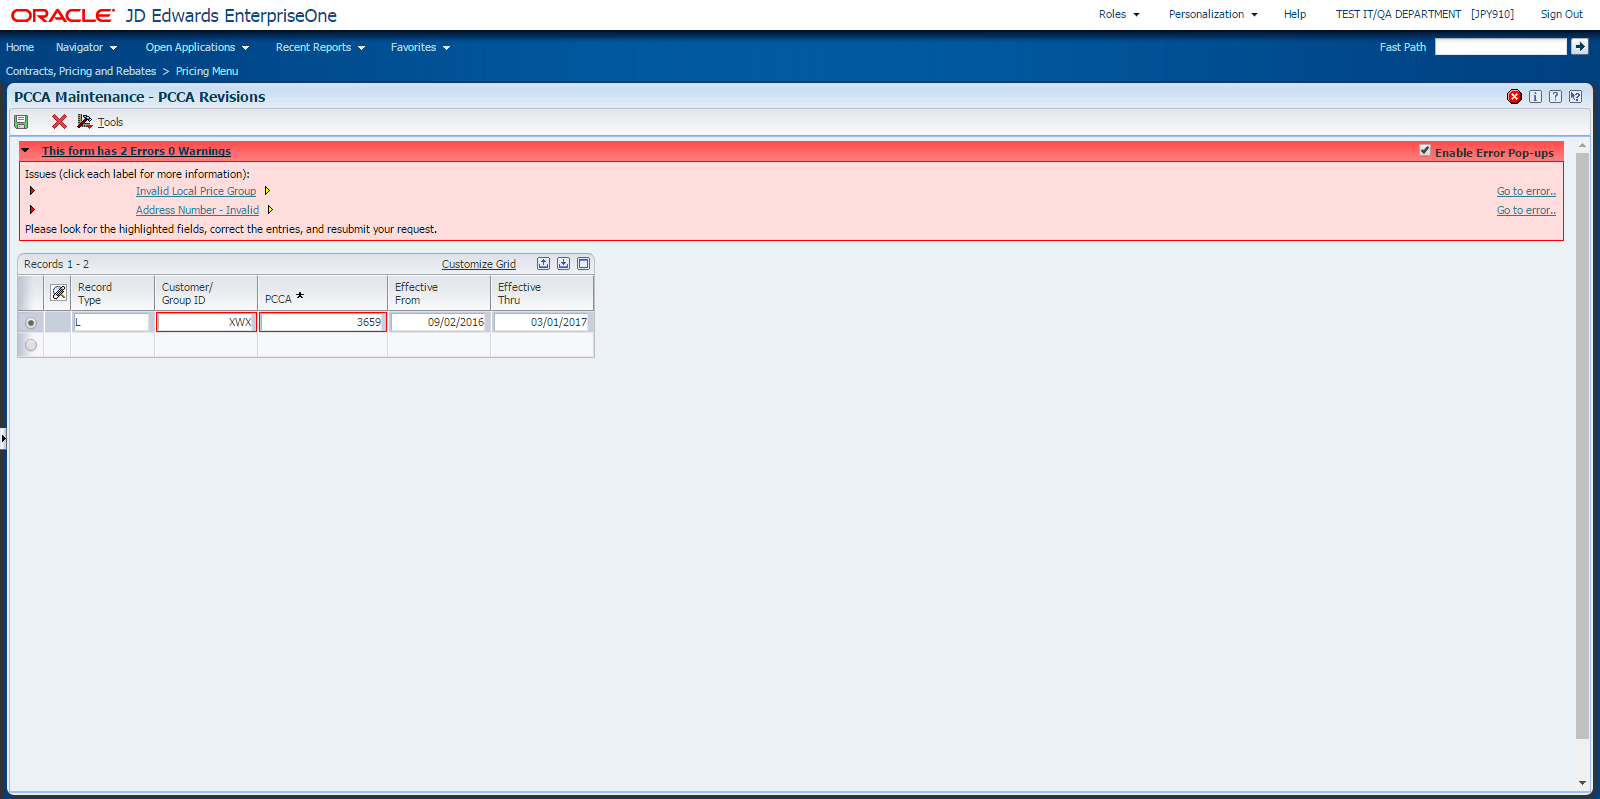 ORACLE JD Edwards EnterpriseOne Roles Personalization Help TEST IT/QA DEPARTMENT [JPY910] Sign Out
Home Navigator Open Applications Recent Reports Favorites Fast Path
Contracts, Pricing and Rebates > Pricing Menu
PCCA Maintenance - PCCA Revisions
Tools
This form has 2 Errors 0 Warnings Enable Error Pop-ups
Issues (click each label for more information):
Invalid Local Price Group Go to error..
Address Number - Invalid Go to error..
Please look for the highlighted fields, correct the entries, and resubmit your request.
Records 1 - 2 Customize Grid
Record Customer/ Effective Effective
Type Group ID PCCA * From Thru
L XWX 3659 09/02/2016 03/01/2017